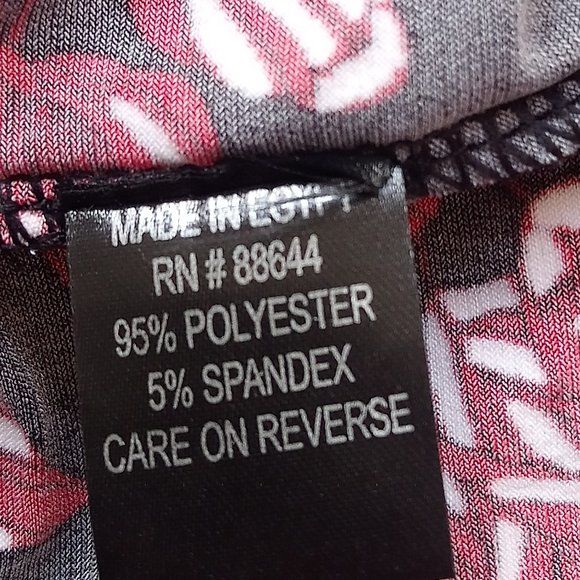 MADE IN EGYPT
RN # 88644
95% POLYESTER
5% SPANDEX
CARE ON REVERSE